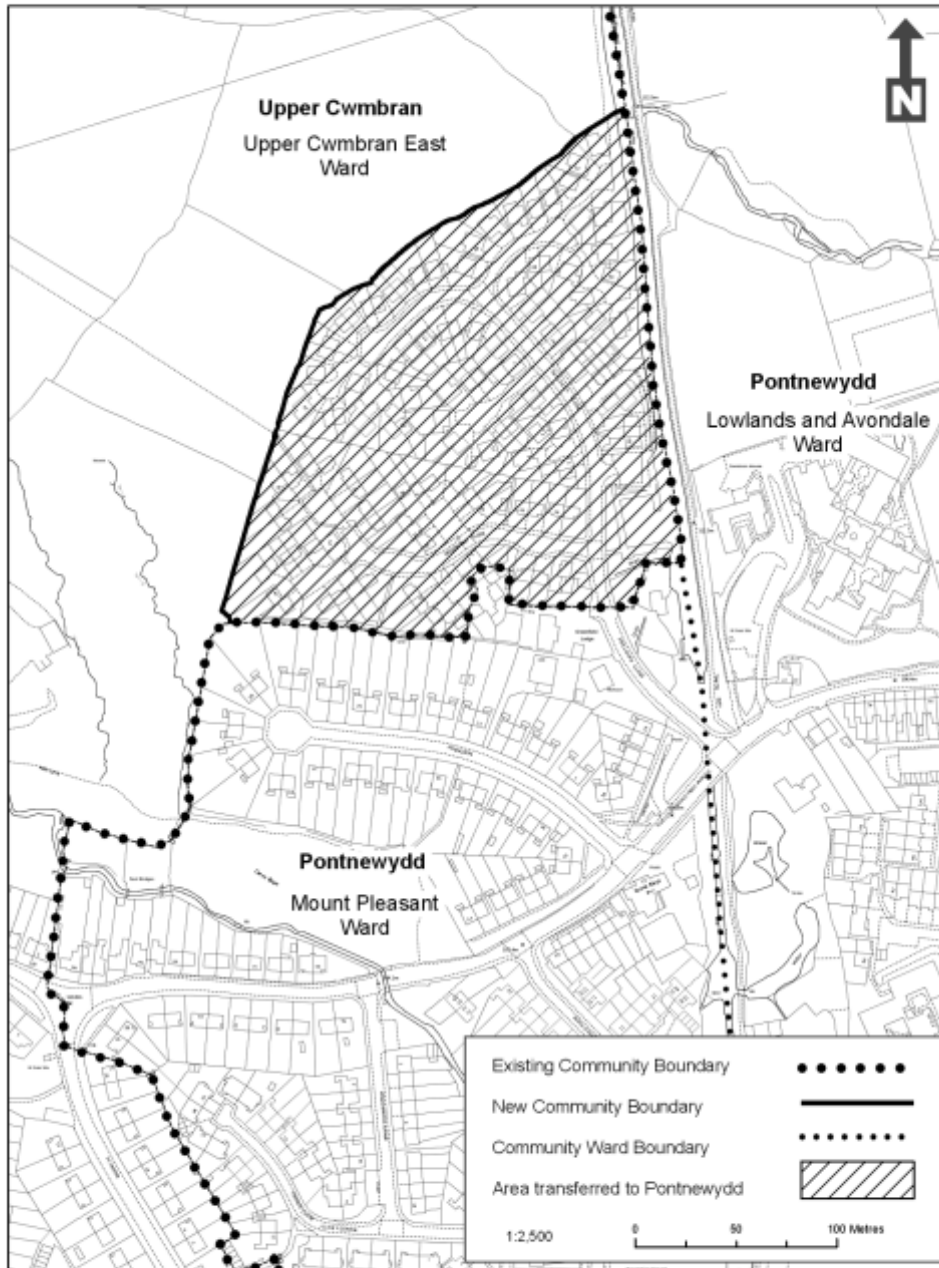 N
Upper Cwmbran
Upper Cwmbran East
Ward
Pontnewydd
Lowlands and Avondale
Ward
Pontnewydd
Mount Pleasant
Ward
Existing Community Boundary
New Community Boundary
Community Ward Boundary
Area transferred to Pontnewydd
1:2,500
0 50 100 Metres